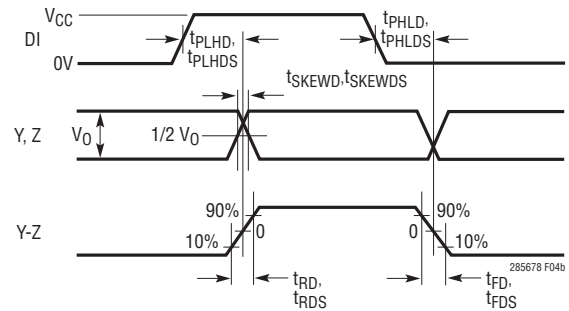 VCC
DI
0V
tPLHD,
tPLHDS
tPHLD,
tPHLDS
tSKEWD,tSKEWDS
Y, Z
VO
1/2 VO
Y-Z
90%
10%
0
0
90%
10%
tRD,
tRDS
tFD,
tFDS
285678 F04b